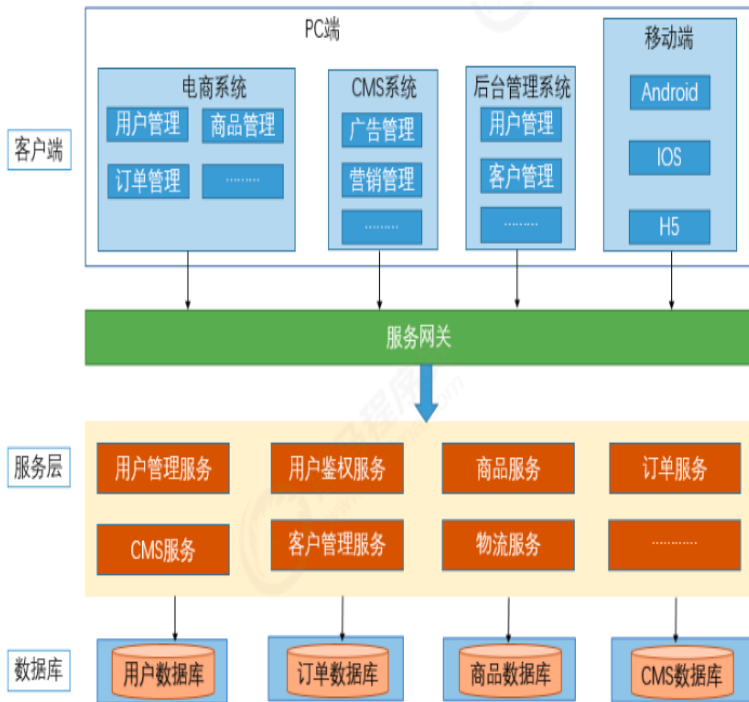 PC端
移动端
电商系统
CMS系统
后台管理系统
Android
用户管理
商品管理
广告管理
用户管理
客户端
IOS
订单管理
………
营销管理
客户管理
………
………
H5
服务网关
服务层
用户管理服务
用户鉴权服务
商品服务
订单服务
CMS服务
客户管理服务
物流服务
…………
数据库
用户数据库
订单数据库
商品数据库
CMS数据库